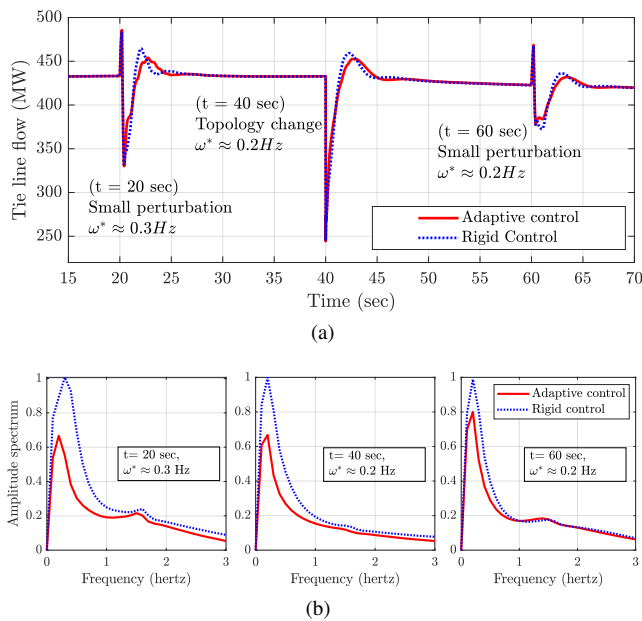 500
450
400
350
300
250
Tie line flow (MW)
(t = 40 sec)
Topology change
ω* ≈ 0.2Hz
(t = 60 sec)
Small perturbation
ω* ≈ 0.2Hz
(t = 20 sec)
Small perturbation
ω* ≈ 0.3Hz
Adaptive control
Rigid Control
15 20 25 30 35 40 45 50 55 60 65 70
Time (sec)
(a)
1
0.8
0.6
0.4
0.2
0
Amplitude spectrum
t= 20 sec,
ω* ≈ 0.3 Hz
0 1 2 3
Frequency (hertz)
1
0.8
0.6
0.4
0.2
0
t= 40 sec,
ω* ≈ 0.2 Hz
0 1 2 3
Frequency (hertz)
1
0.8
0.6
0.4
0.2
0
Adaptive control
Rigid control
t= 60 sec,
ω* ≈ 0.2 Hz
0 1 2 3
Frequency (hertz)
(b)